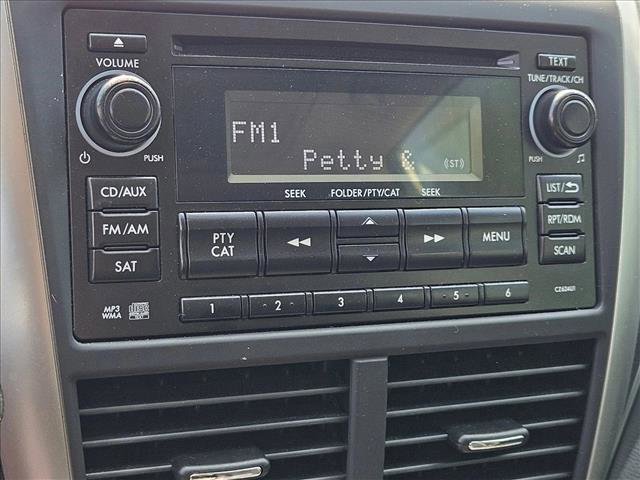 TEXT
VOLUME
TUNE/TRACK/CH
FM1
Petty &
(ST)
PUSH
PUSH
SEEK FOLDER/PTY/CAT SEEK
CD/AUX
LIST/
FM/AM
PTY
CAT
MENU
RPT/RDM
SAT
SCAN
MP3
WMA
1 2 3 4 5 6
CZ624U1